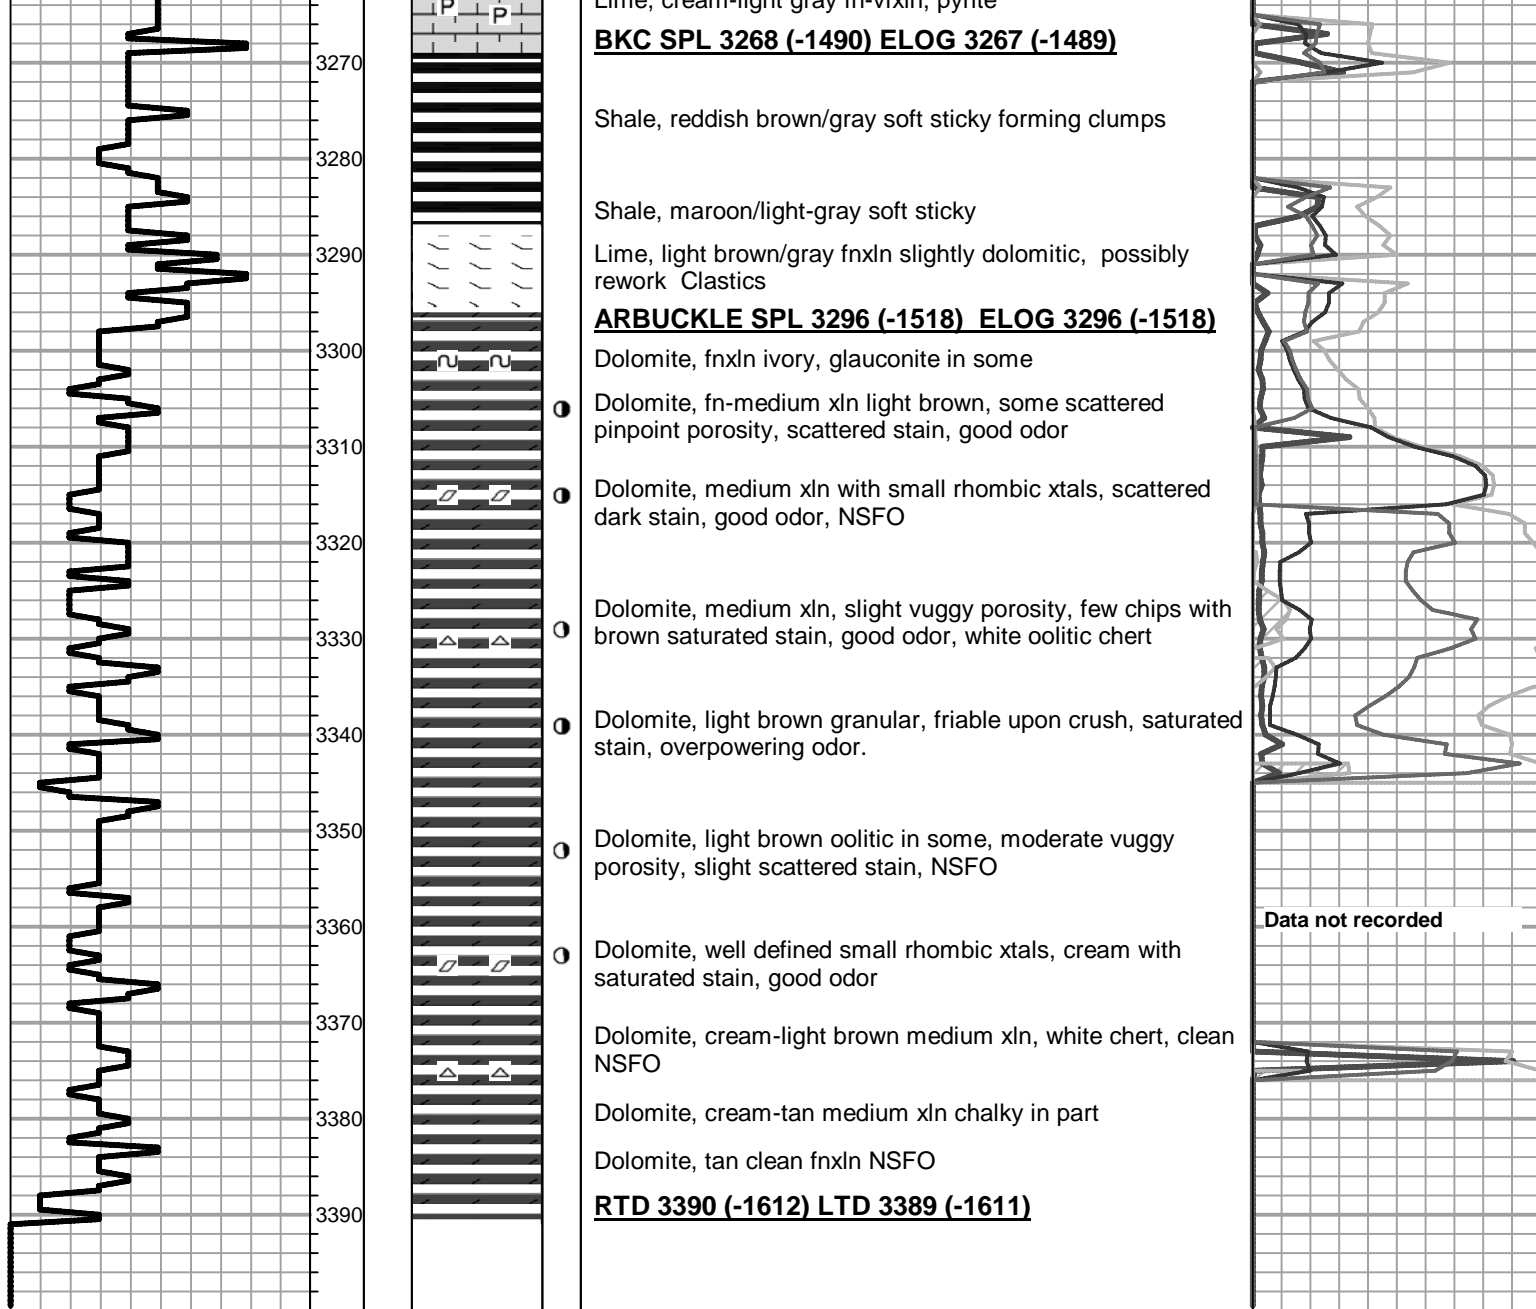 Lime, cream-light gray fn-vfxln, pyrite
P P
BKC SPL 3268 (-1490) ELOG 3267 (-1489)
3270
Shale, reddish brown/gray soft sticky forming clumps
3280
Shale, maroon/light-gray soft sticky
3290
Lime, light brown/gray fnxln slightly dolomitic, possibly
rework Clastics
ARBUCKLE SPL 3296 (-1518) ELOG 3296 (-1518)
3300
Dolomite, fnxln ivory, glauconite in some
Dolomite, fn-medium xln light brown, some scattered
pinpoint porosity, scattered stain, good odor
3310
Dolomite, medium xln with small rhombic xtals, scattered
dark stain, good odor, NSFO
3320
Dolomite, medium xln, slight vuggy porosity, few chips with
brown saturated stain, good odor, white oolitic chert
3330
Dolomite, light brown granular, friable upon crush, saturated
stain, overpowering odor.
3340
3350
Dolomite, light brown oolitic in some, moderate vuggy
porosity, slight scattered stain, NSFO
3360
Data not recorded
Dolomite, well defined small rhombic xtals, cream with
saturated stain, good odor
3370
Dolomite, cream-light brown medium xln, white chert, clean
NSFO
3380
Dolomite, cream-tan medium xln chalky in part
Dolomite, tan clean fnxln NSFO
RTD 3390 (-1612) LTD 3389 (-1611)
3390